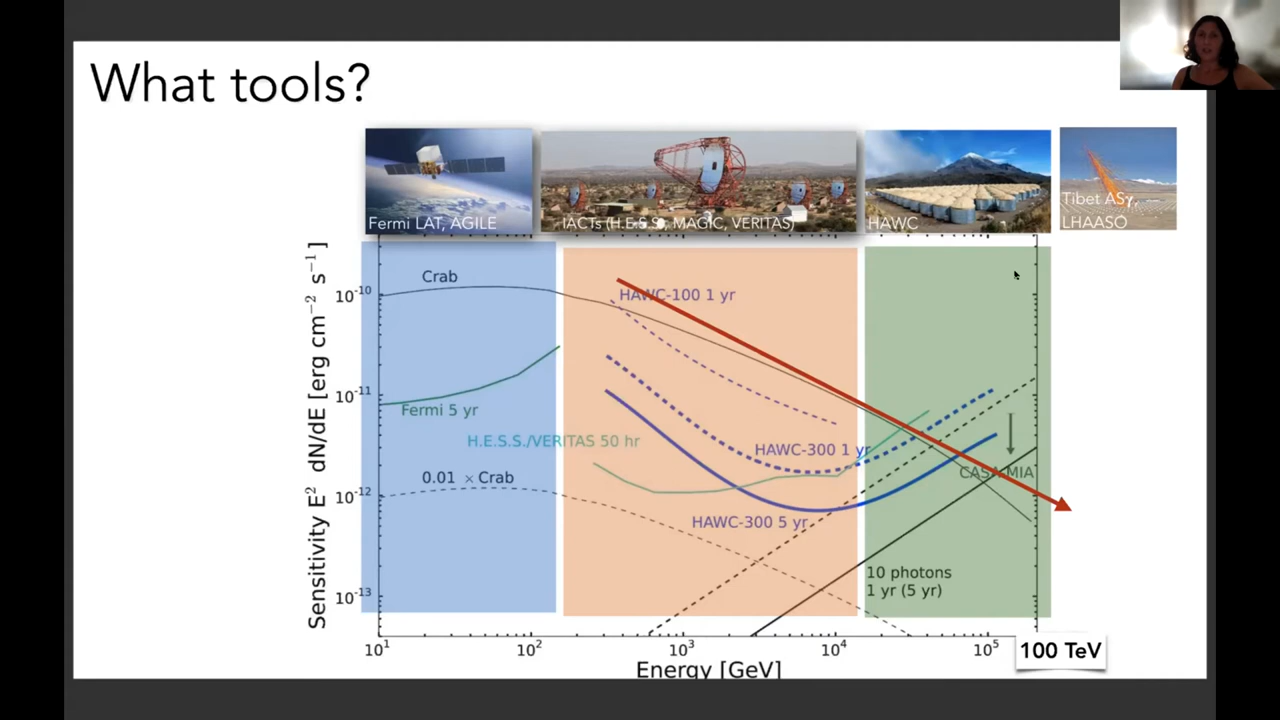 What tools?
Fermi LAT, AGILE
IACTs (H.E.S.S., MAGIC, VERITAS)
HAWC
Tibet ASγ,
LHAASO
Sensitivity E² dN/dE [erg cm⁻² s⁻¹]
10⁻¹⁰
10⁻¹¹
10⁻¹²
10⁻¹³
Crab
HAWC-100 1 yr
Fermi 5 yr
H.E.S.S./VERITAS 50 hr
HAWC-300 1 yr
0.01 × Crab
CASA-MIA
HAWC-300 5 yr
10 photons
1 yr (5 yr)
10¹ 10² 10³ 10⁴ 10⁵
100 TeV
Energy [GeV]